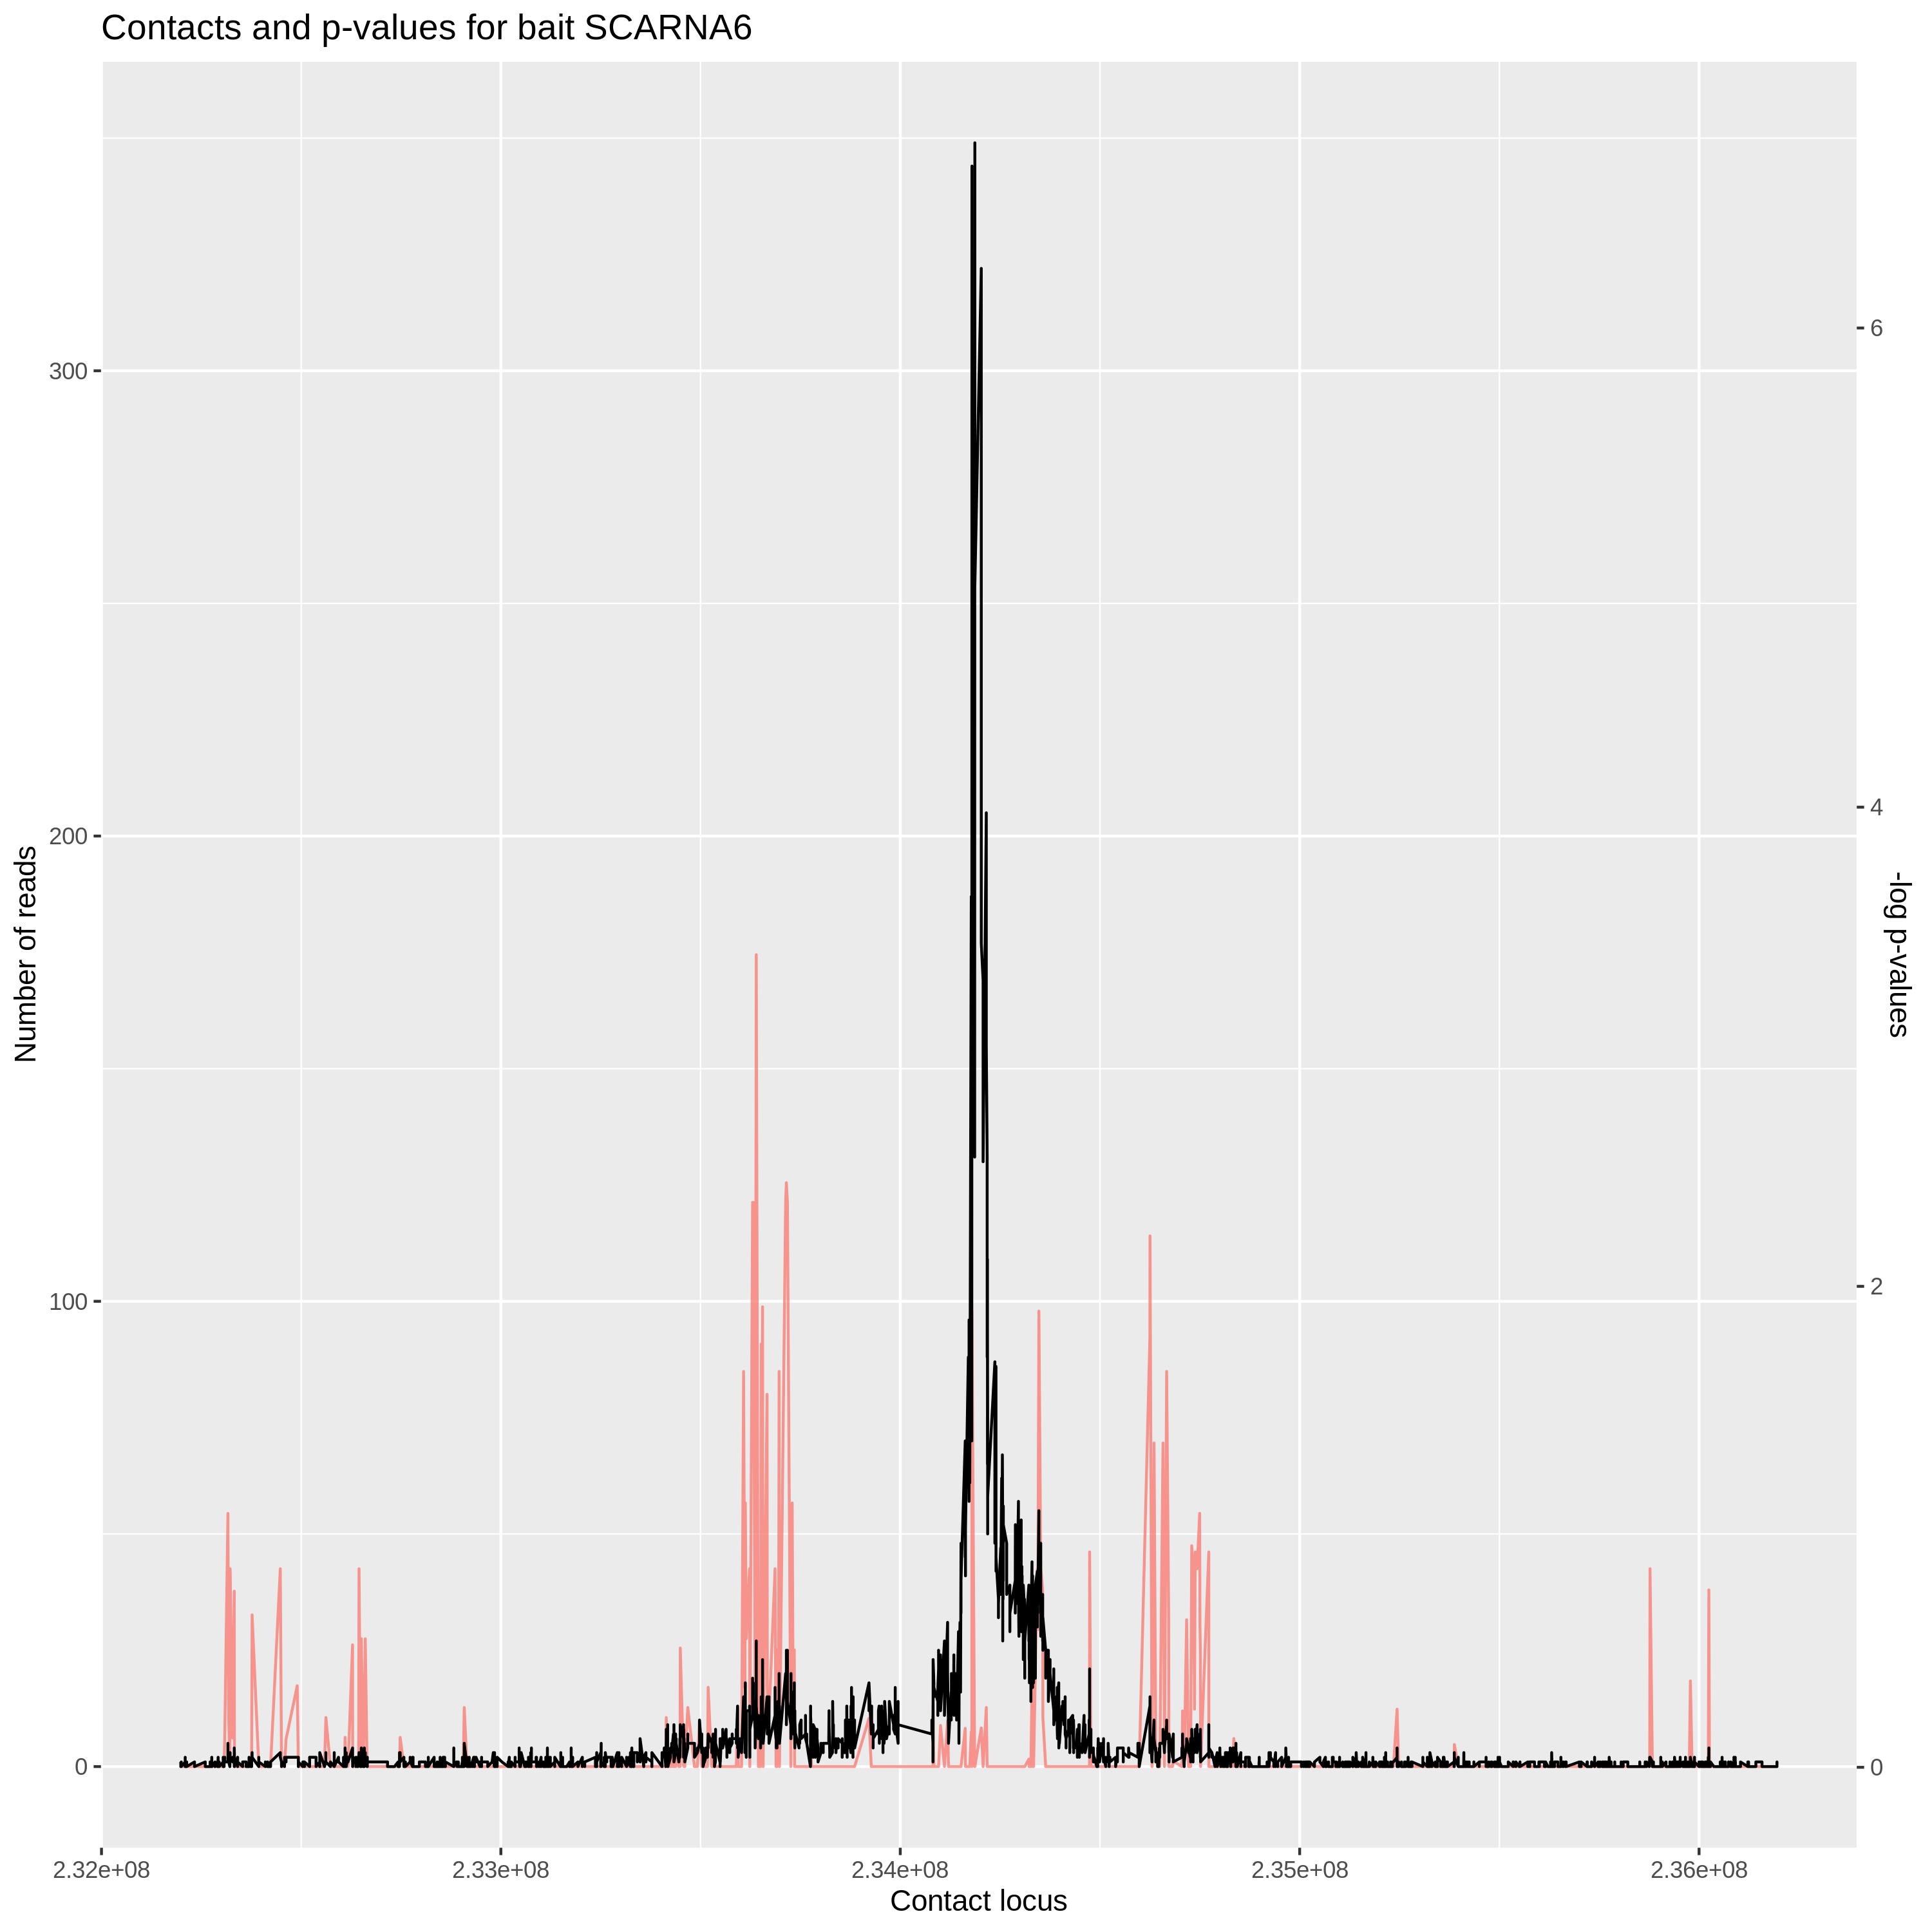 Contacts and p-values for bait SCARNA6
Number of reads
300
200
100
0
6
4
2
0
-log p-values
2.32e+08
2.33e+08
2.34e+08
2.35e+08
2.36e+08
Contact locus